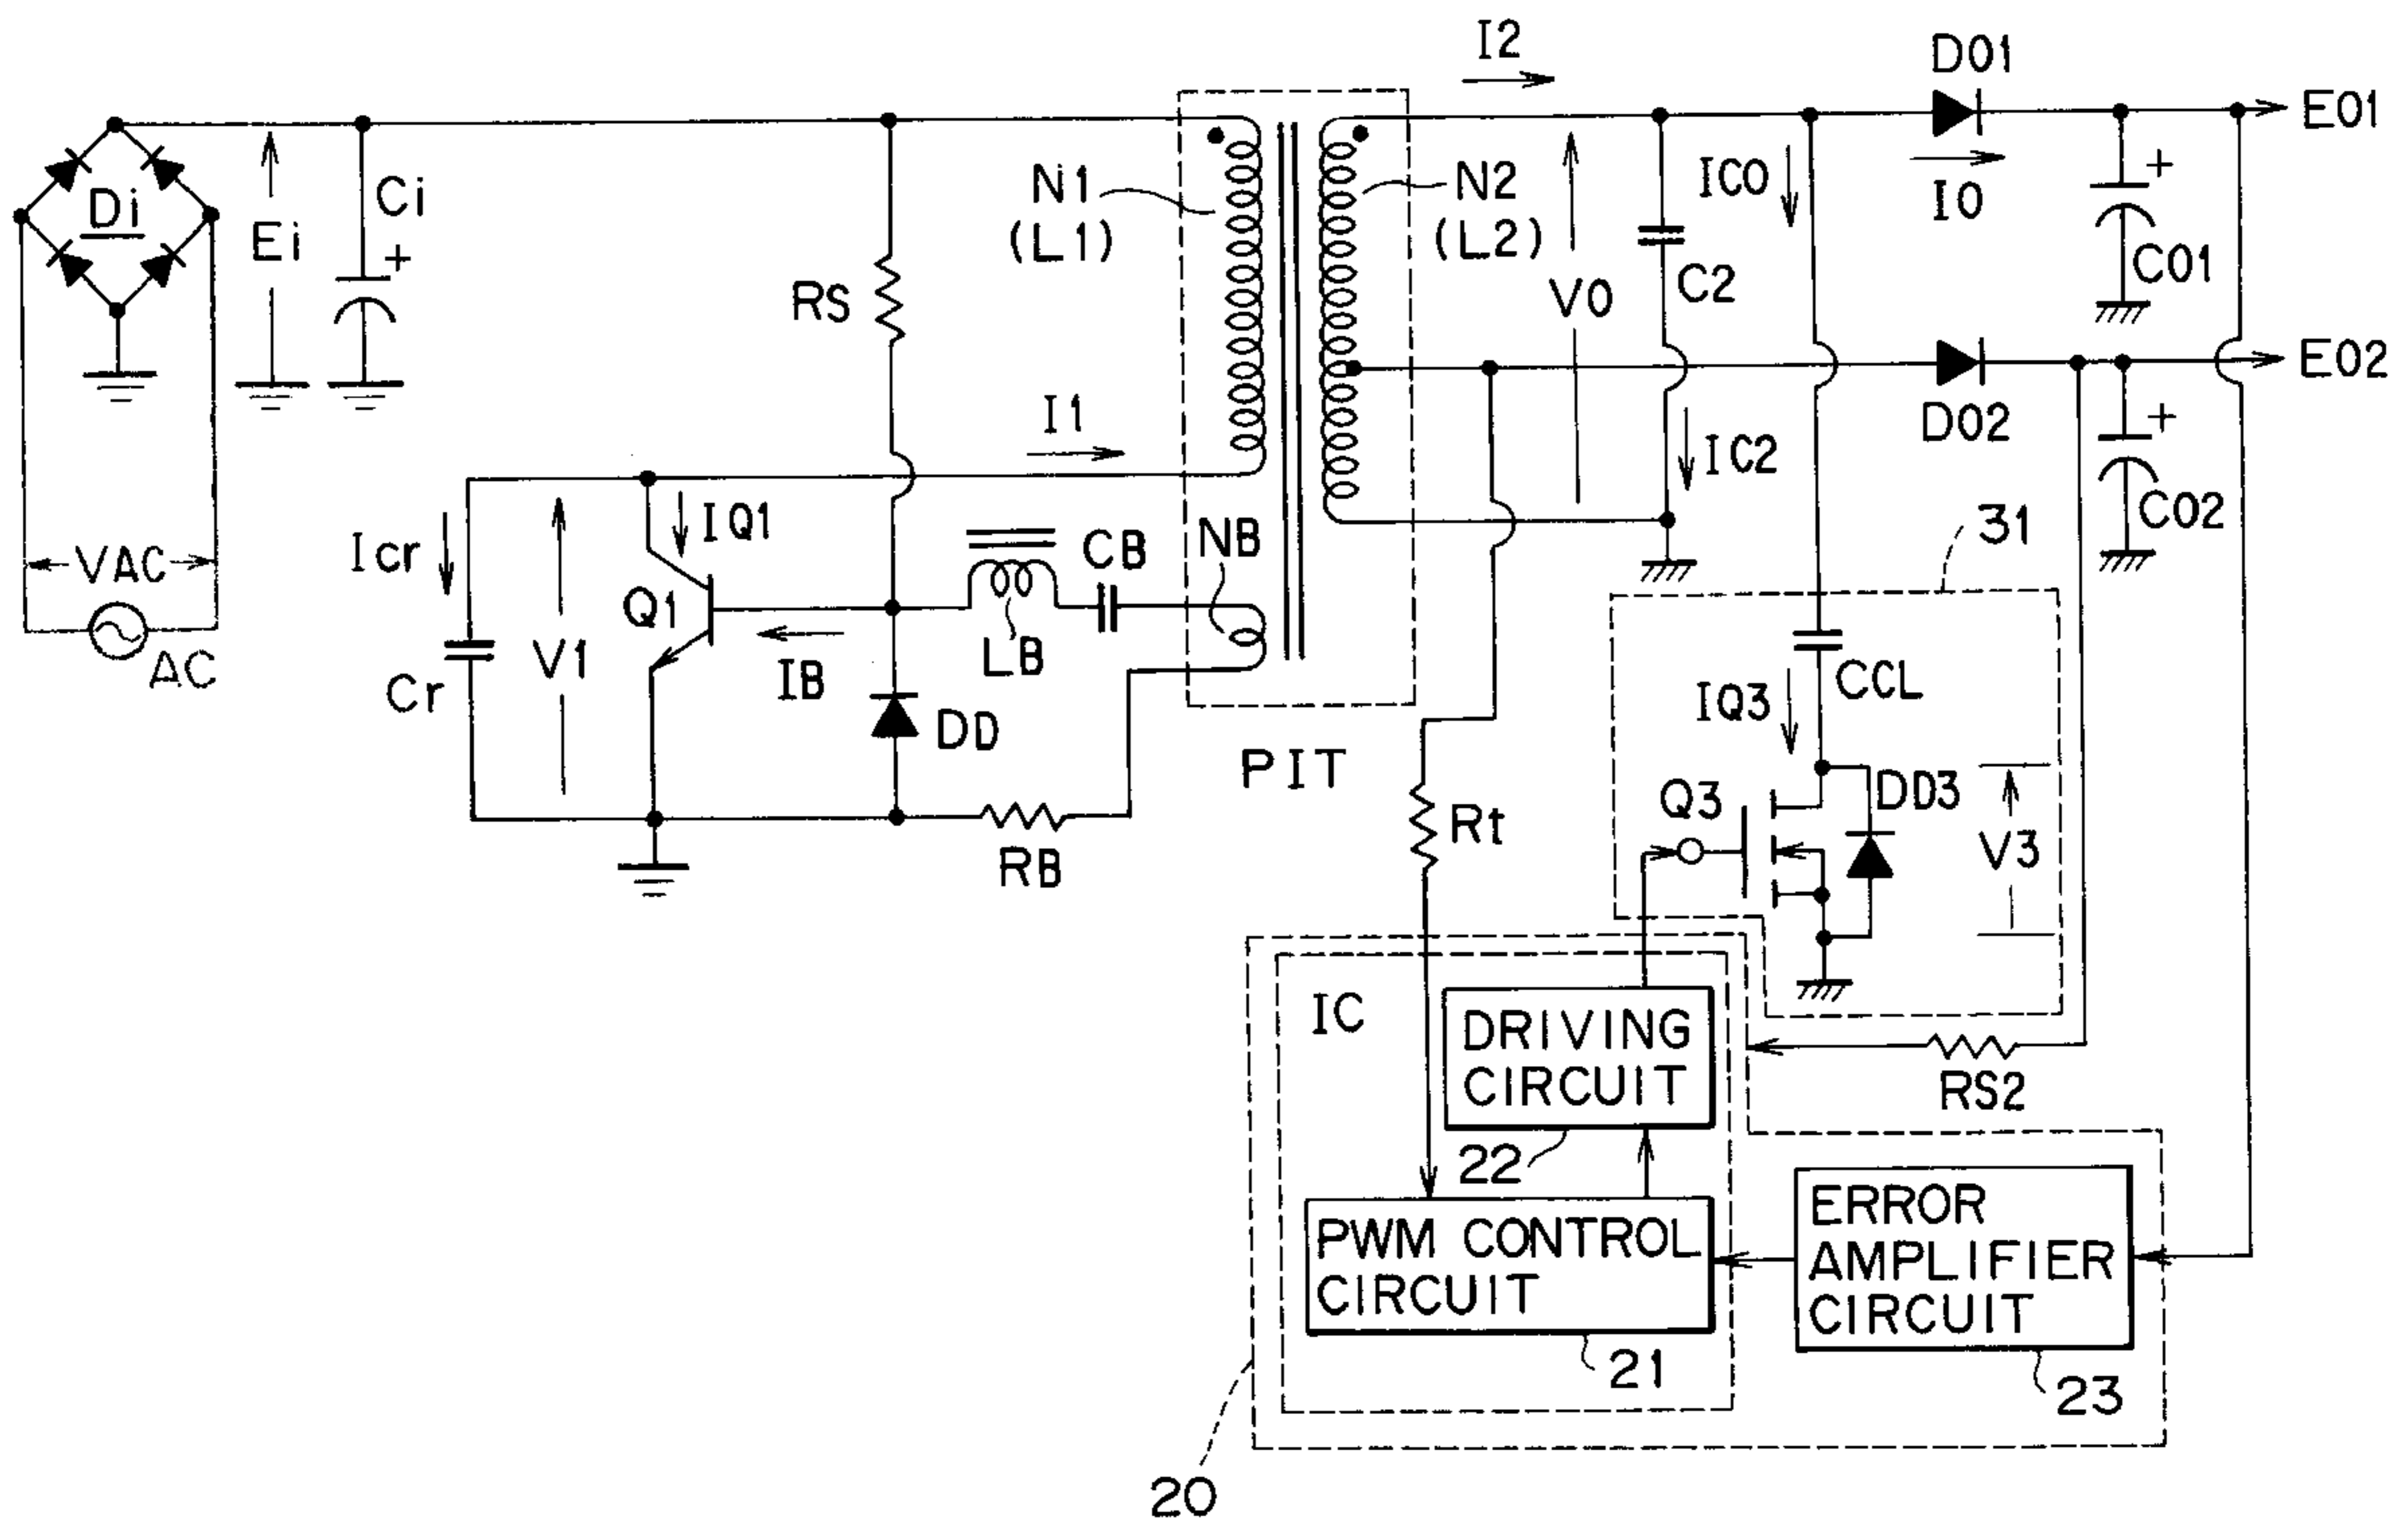 I2
D01
E01
Di
Ei
Ci
+
N1
(L1)
N2
(L2)
IC0
I0
+
C01
RS
V0
C2
E02
D02
+
I1
IC2
C02
Icr
IQ1
CB
NB
31
VAC
Q1
V1
LB
IB
AC
Cr
DD
CCL
IQ3
PIT
Q3
DD3
V3
Rt
RB
IC
DRIVING
CIRCUIT
RS2
22
PWM CONTROL
CIRCUIT
ERROR
AMPLIFIER
CIRCUIT
21
23
20